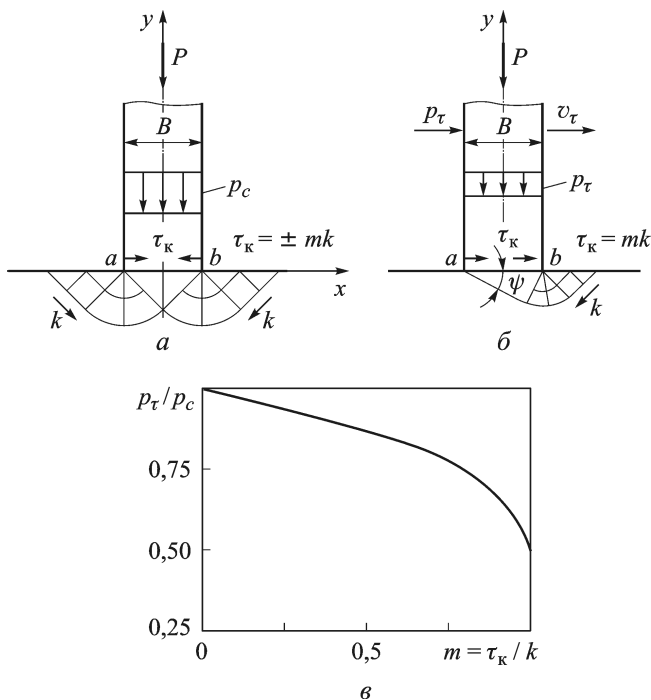 y y
P P
p_τ v_τ
B B
p_c p_τ
τ_к τ_к = ± mk τ_к τ_к = mk
a b a b
x
ψ
k k k
а б
p_τ / p_c
0,75
0,50
0,25
0 0,5 m = τ_к / k
в